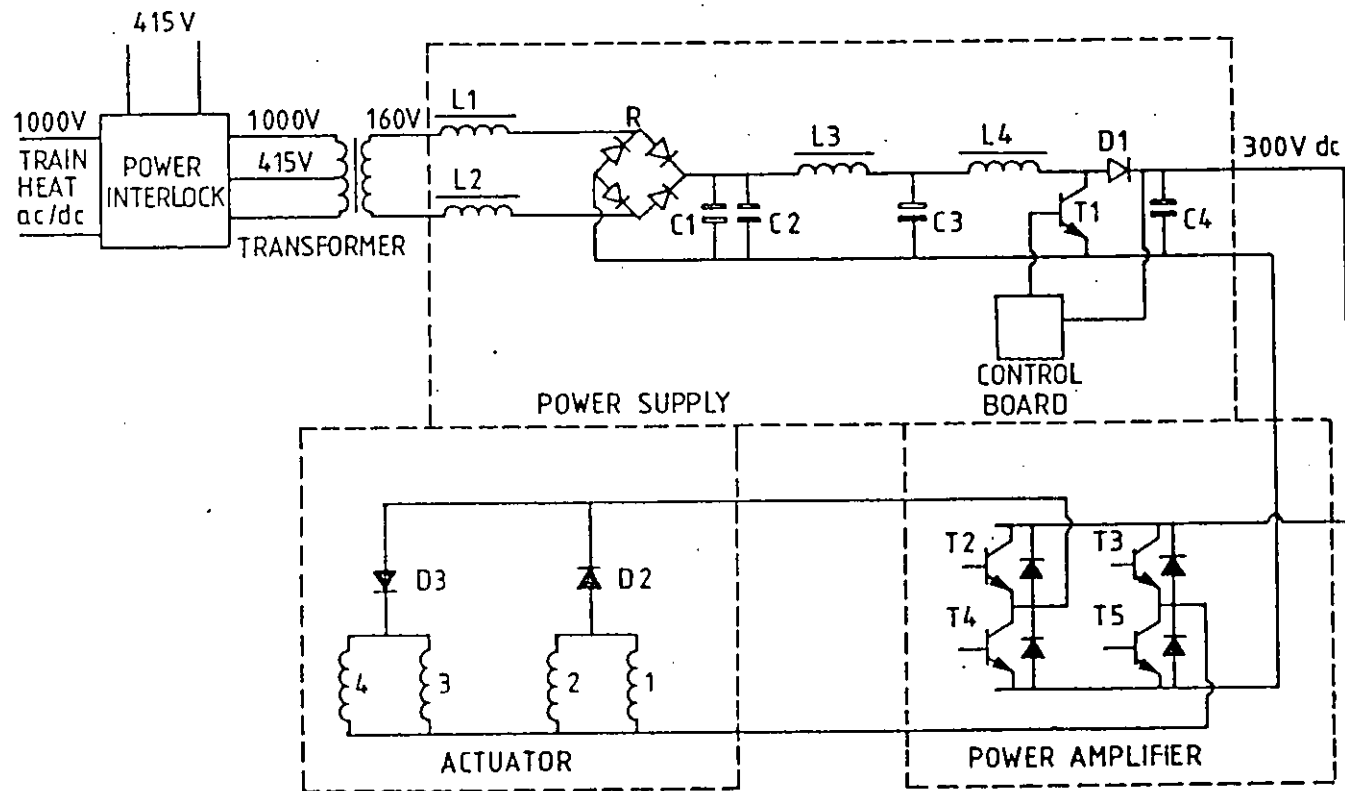 415V
1000V
TRAIN
HEAT
ac/dc
POWER
INTERLOCK
1000V
415V
160V
TRANSFORMER
L1
L2
R
C1
C2
L3
C3
L4
D1
T1
C4
300V dc
CONTROL
BOARD
POWER SUPPLY
D3
D2
4
3
2
1
ACTUATOR
T2
T3
T4
T5
POWER AMPLIFIER